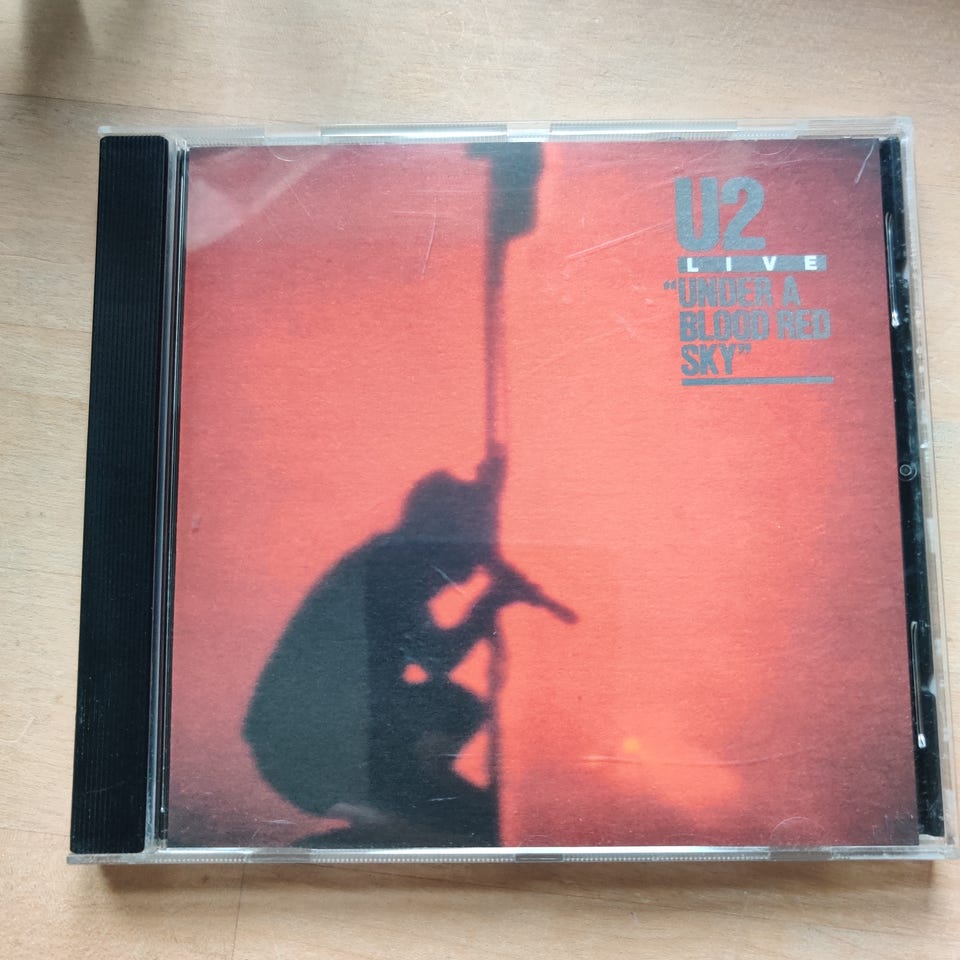 U2
LIVE
“UNDER A
BLOOD RED
SKY”